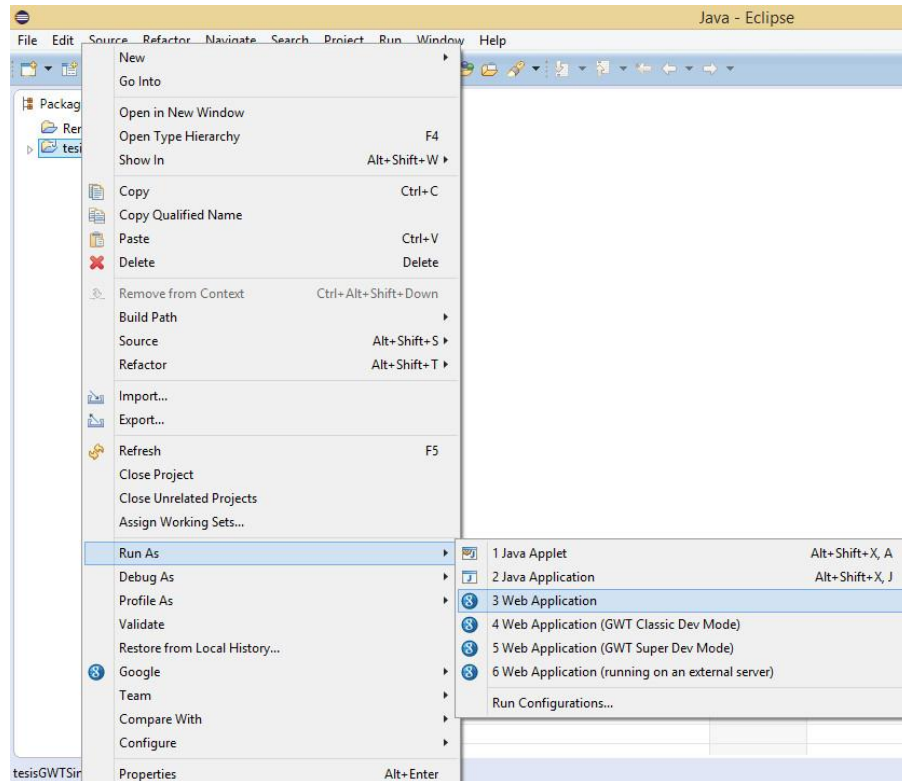 Java - Eclipse
File Edit Source Refactor Navigate Search Project Run Window Help
Packag
Rer
tesi
New
Go Into
Open in New Window
Open Type Hierarchy F4
Show In Alt+Shift+W
Copy Ctrl+C
Copy Qualified Name
Paste Ctrl+V
Delete Delete
Remove from Context Ctrl+Alt+Shift+Down
Build Path
Source Alt+Shift+S
Refactor Alt+Shift+T
Import...
Export...
Refresh F5
Close Project
Close Unrelated Projects
Assign Working Sets...
Run As
Debug As
Profile As
Validate
Restore from Local History...
Google
Team
Compare With
Configure
Properties Alt+Enter
1 Java Applet Alt+Shift+X, A
2 Java Application Alt+Shift+X, J
3 Web Application
4 Web Application (GWT Classic Dev Mode)
5 Web Application (GWT Super Dev Mode)
6 Web Application (running on an external server)
Run Configurations...
tesisGWTSir